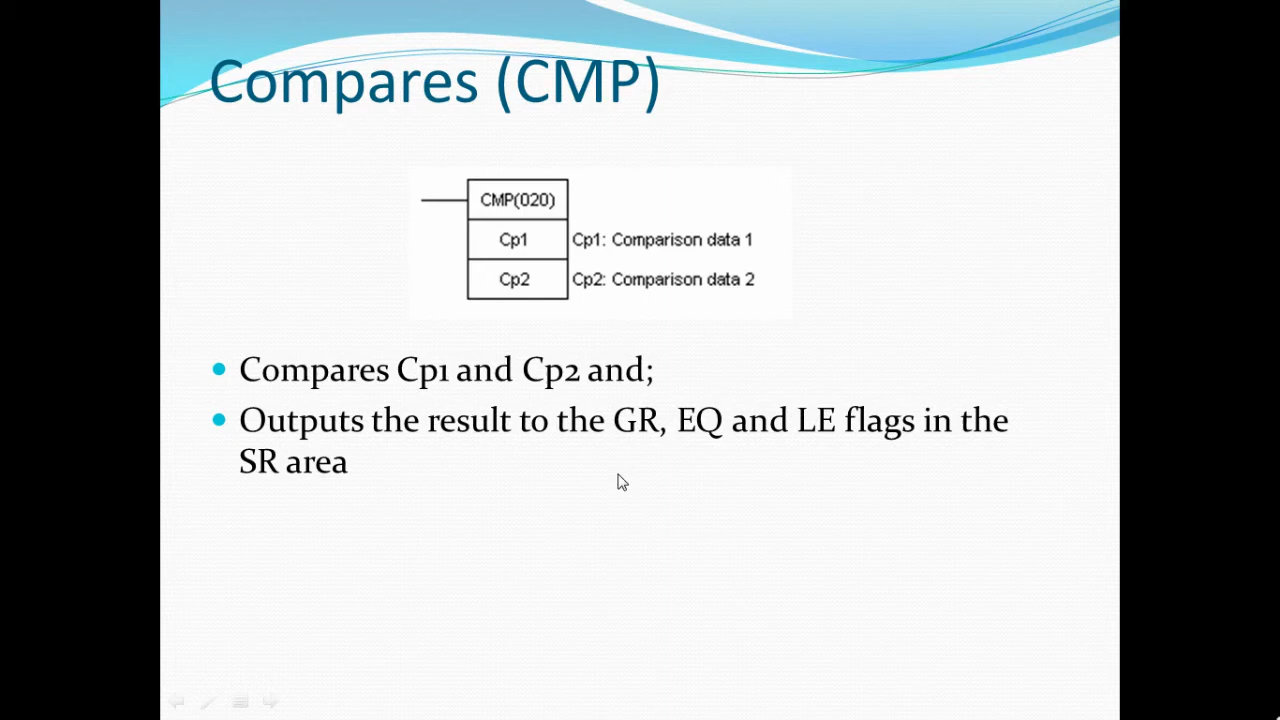 Compares (CMP)
CMP(020)
Cp1 Cp1: Comparison data 1
Cp2 Cp2: Comparison data 2
Compares Cp1 and Cp2 and;
Outputs the result to the GR, EQ and LE flags in the
SR area